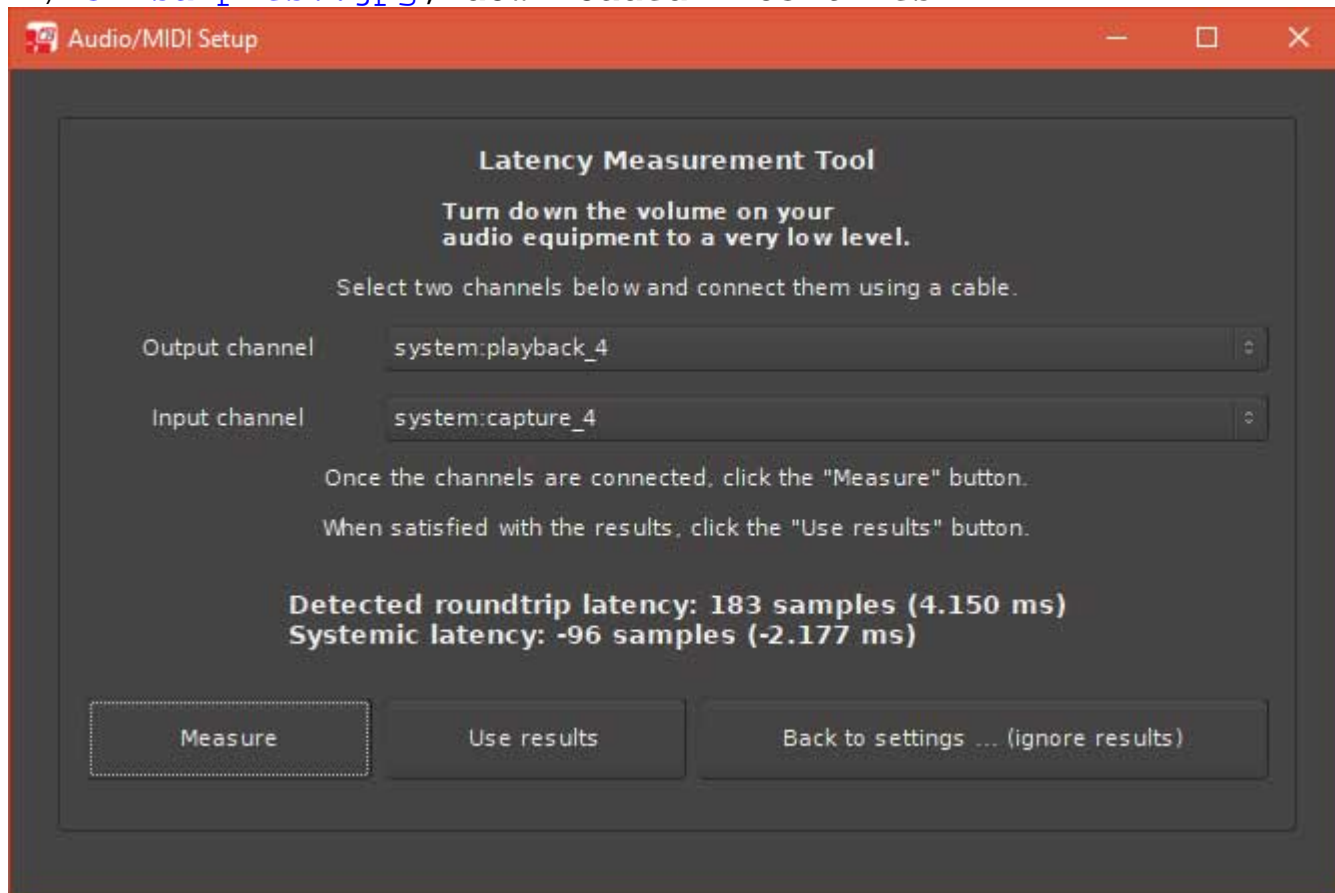 Audio/MIDI Setup
Latency Measurement Tool
Turn down the volume on your
audio equipment to a very low level.
Select two channels below and connect them using a cable.
Output channel system:playback_4
Input channel system:capture_4
Once the channels are connected, click the "Measure" button.
When satisfied with the results, click the "Use results" button.
Detected roundtrip latency: 183 samples (4.150 ms)
Systemic latency: -96 samples (-2.177 ms)
Measure Use results Back to settings ... (ignore results)